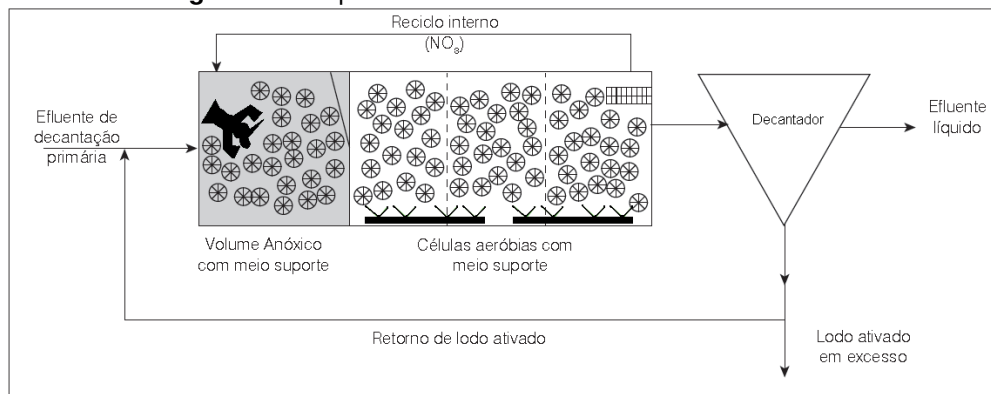 Reciclo interno
(NO₃)
Efluente de
decantação
primária
Decantador
Efluente
líquido
Volume Anóxico
com meio suporte
Células aeróbias com
meio suporte
Retorno de lodo ativado
Lodo ativado
em excesso